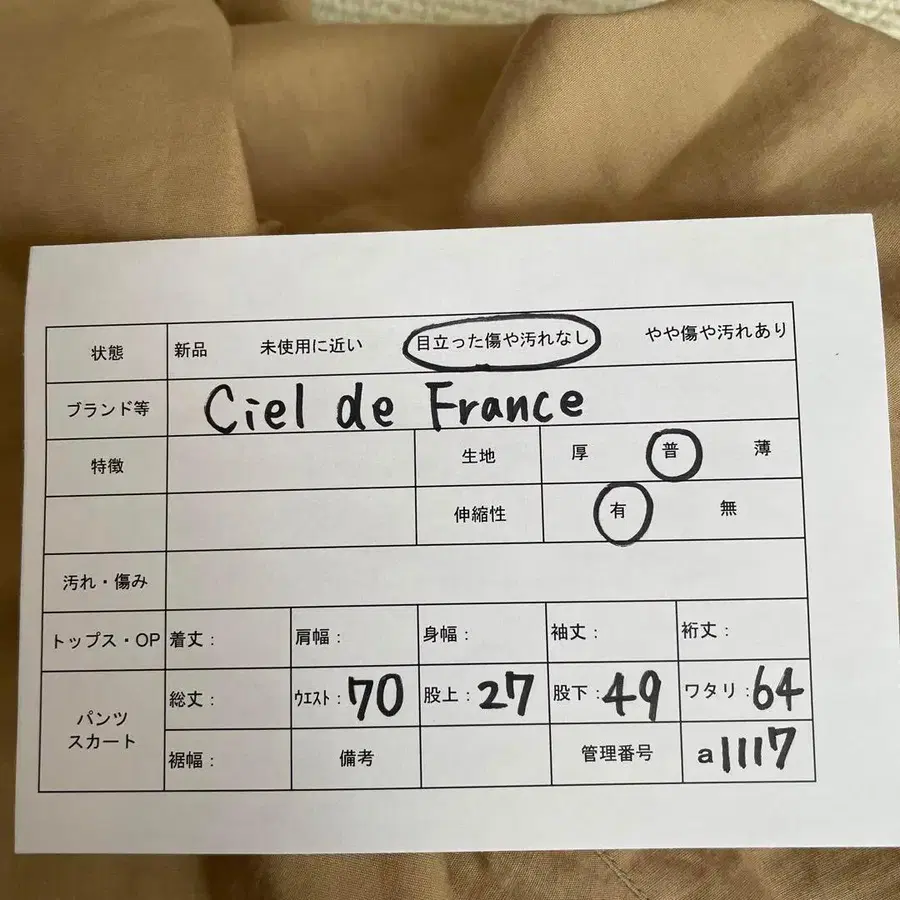 状態 新品 未使用に近い 目立った傷や汚れなし やや傷や汚れあり
ブランド等 Ciel de France
特徴 生地 厚 普 薄
伸縮性 有 無
汚れ・傷み
トップス・OP 着丈： 肩幅： 身幅： 袖丈： 裄丈：
パンツ
スカート
総丈： ｳｴｽﾄ：70 股上：27 股下：49 ワタリ：64
裾幅： 備考 管理番号 a1117